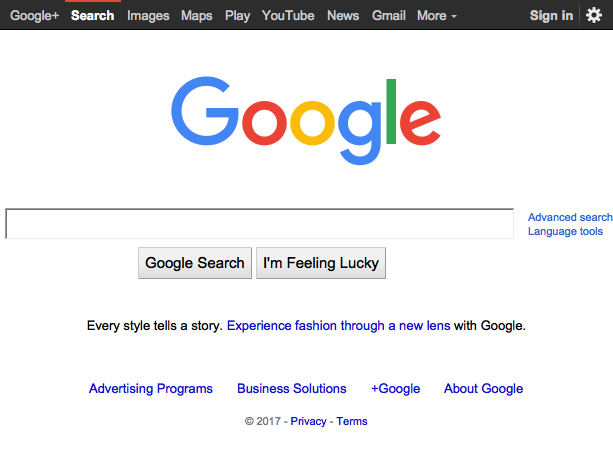 Google+ Search Images Maps Play YouTube News Gmail More Sign in
Google
Advanced search
Language tools
Google Search I'm Feeling Lucky
Every style tells a story. Experience fashion through a new lens with Google.
Advertising Programs Business Solutions +Google About Google
© 2017 - Privacy - Terms